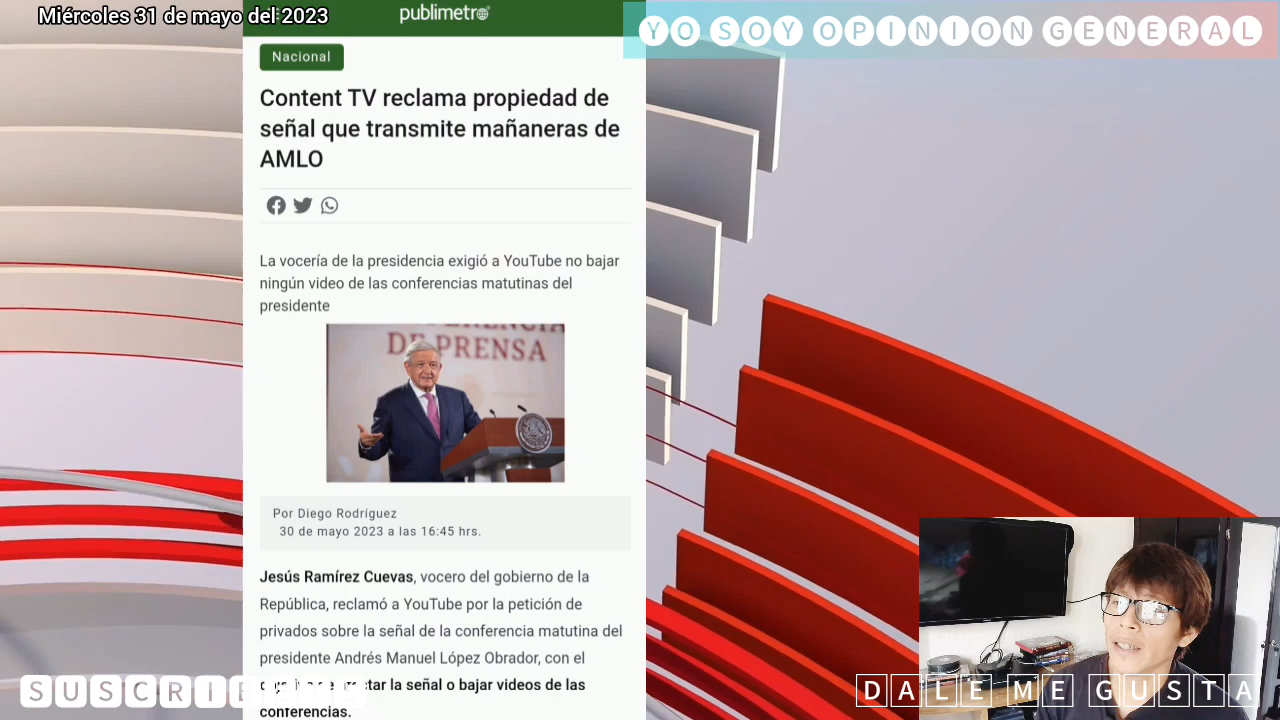 Miércoles 31 de mayo del 2023
publimetro
YO SOY OPINION GENERAL
Nacional
Content TV reclama propiedad de
señal que transmite mañaneras de
AMLO
La vocería de la presidencia exigió a YouTube no bajar
ningún video de las conferencias matutinas del
presidente
CONFERENCIA
DE PRENSA
Por Diego Rodríguez
30 de mayo 2023 a las 16:45 hrs.
Jesús Ramírez Cuevas, vocero del gobierno de la
República, reclamó a YouTube por la petición de
privados sobre la señal de la conferencia matutina del
presidente Andrés Manuel López Obrador, con el
la señal o bajar videos de las
conferencias.
DALE ME GUSTA